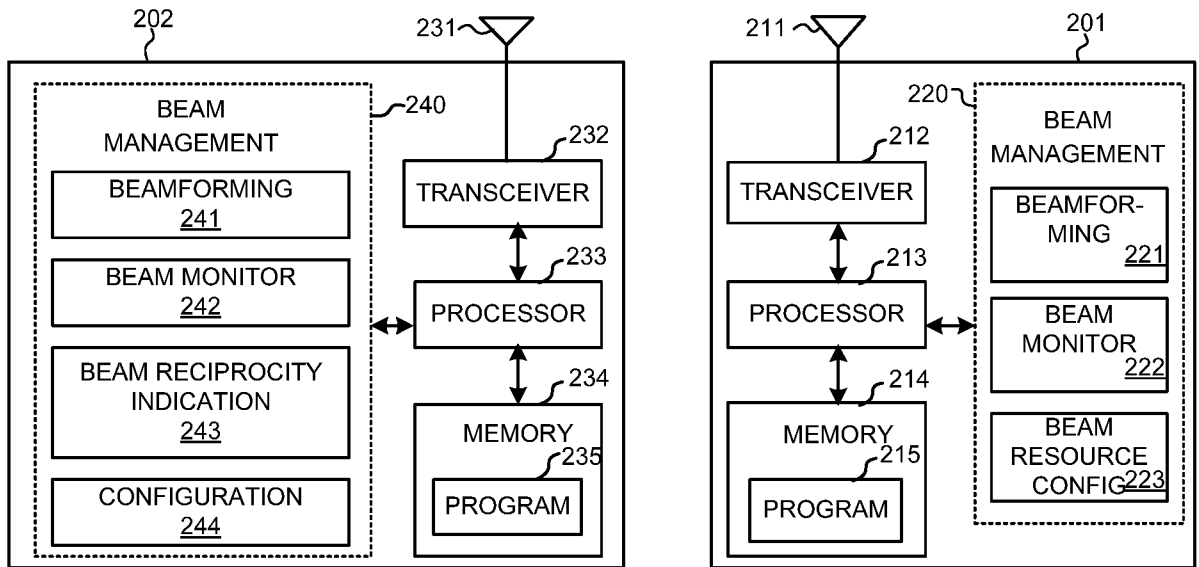 202
231
BEAM
MANAGEMENT
240
BEAMFORMING
241
BEAM MONITOR
242
BEAM RECIPROCITY
INDICATION
243
CONFIGURATION
244
232
TRANSCEIVER
233
PROCESSOR
234
MEMORY
235
PROGRAM
211
201
212
TRANSCEIVER
213
PROCESSOR
214
MEMORY
215
PROGRAM
220
BEAM
MANAGEMENT
BEAMFOR-
MING
221
BEAM
MONITOR
222
BEAM
RESOURCE
CONFIG
223